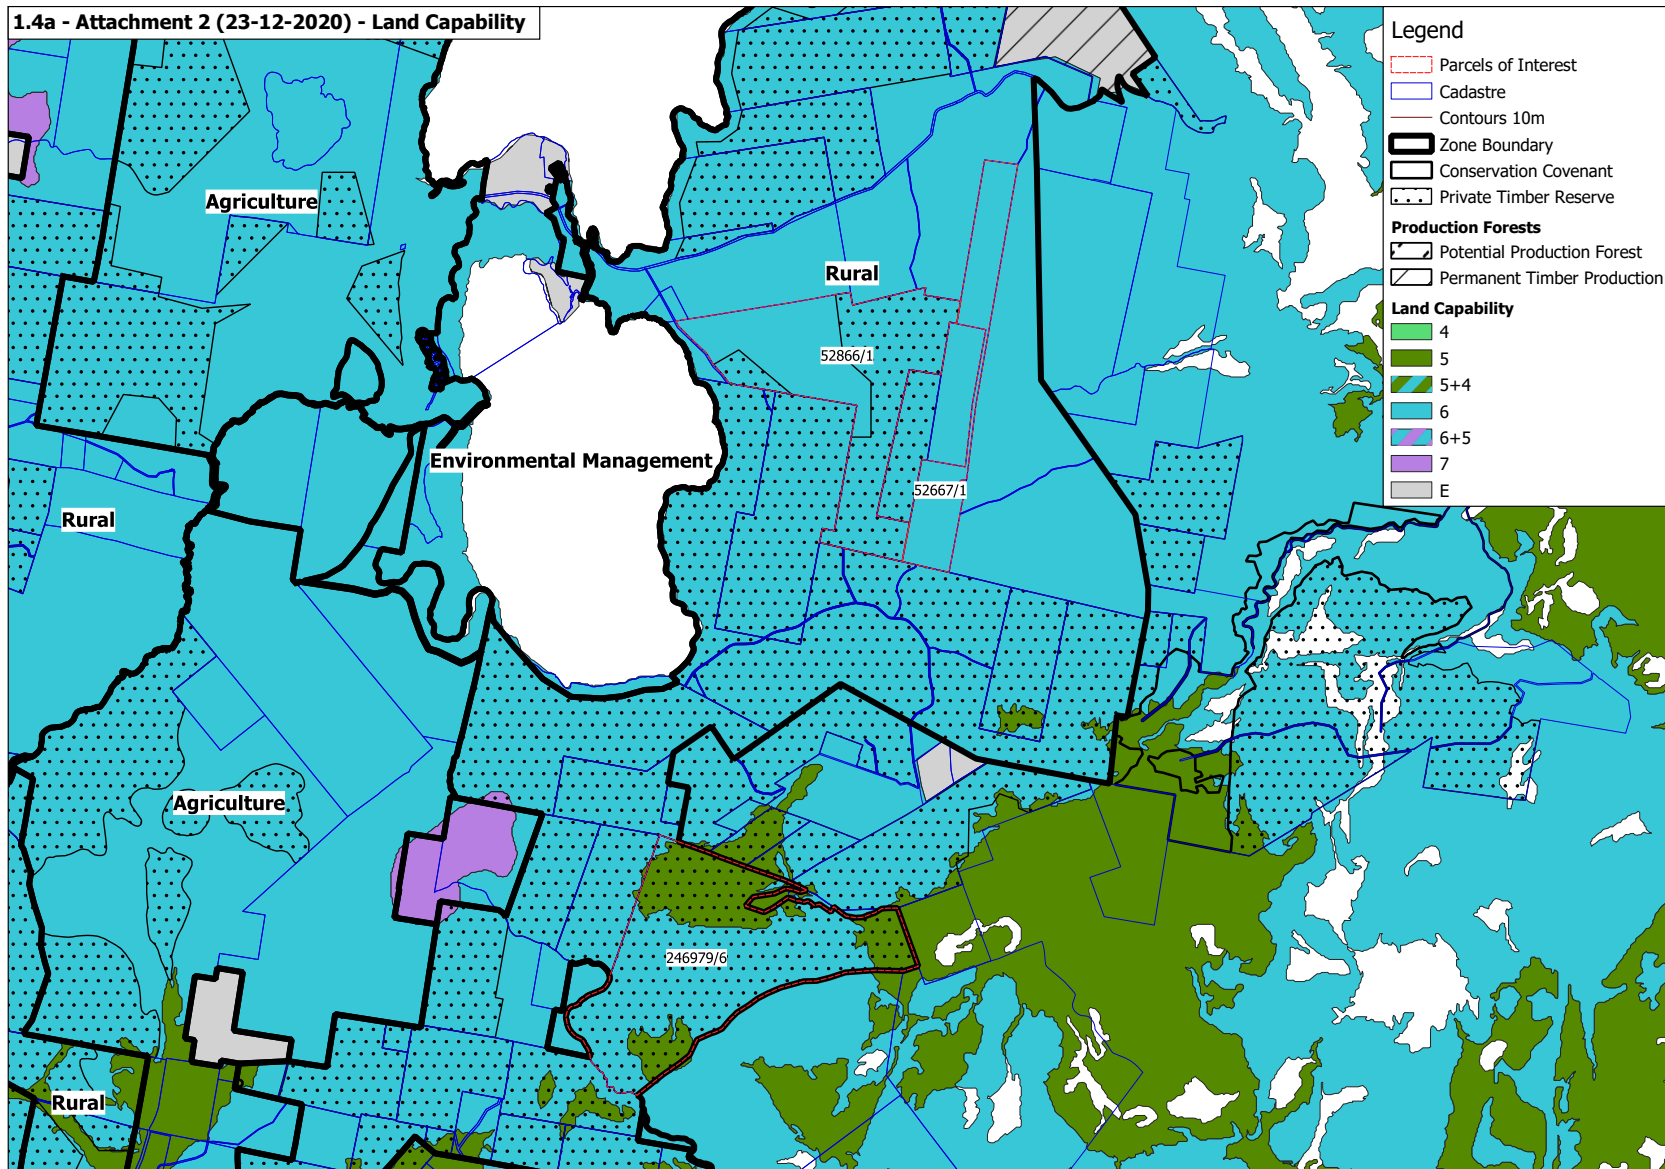 1.4a - Attachment 2 (23-12-2020) - Land Capability
Legend
Parcels of Interest
Cadastre
Contours 10m
Zone Boundary
Conservation Covenant
Private Timber Reserve
Production Forests
Potential Production Forest
Permanent Timber Production
Land Capability
4
5
5+4
6
6+5
7
E
Agriculture
Rural
52866/1
Environmental Management
52667/1
Rural
Agriculture
246979/6
Rural